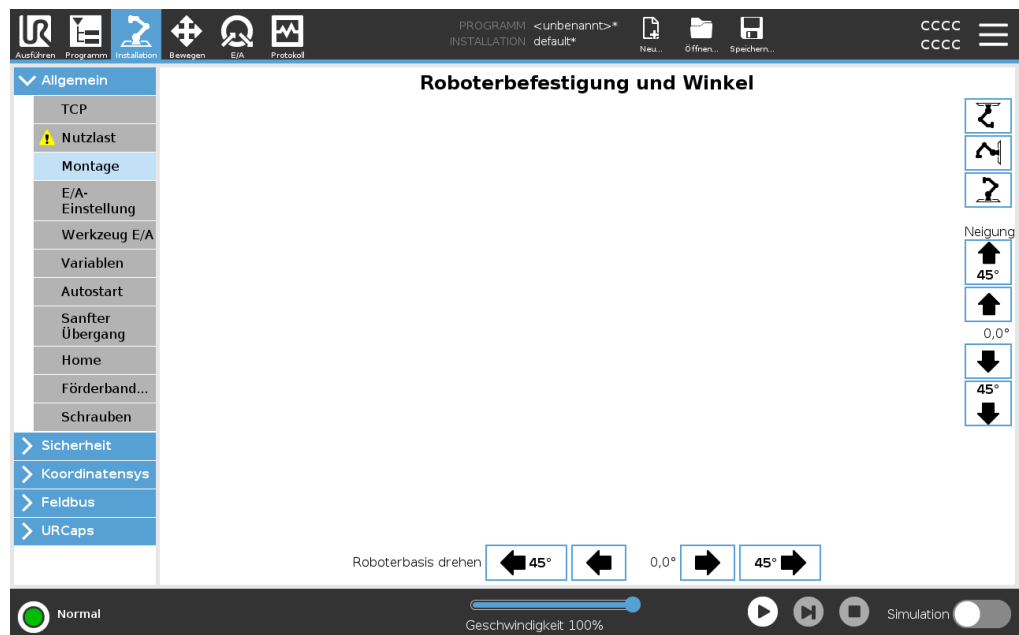 PROGRAMM <unbenannt>*
INSTALLATION default*
Ausführen
Programm
Installation
Bewegen
E/A
Protokoll
Neu...
Öffnen...
Speichern...
cccc
cccc
Allgemein
TCP
Nutzlast
Montage
E/A-
Einstellung
Werkzeug E/A
Variablen
Autostart
Sanfter
Übergang
Home
Förderband...
Schrauben
Sicherheit
Koordinatensys
Feldbus
URCaps
Roboterbefestigung und Winkel
Neigung
45°
0,0°
45°
Roboterbasis drehen 45° 0,0° 45°
Normal
Geschwindigkeit 100%
Simulation